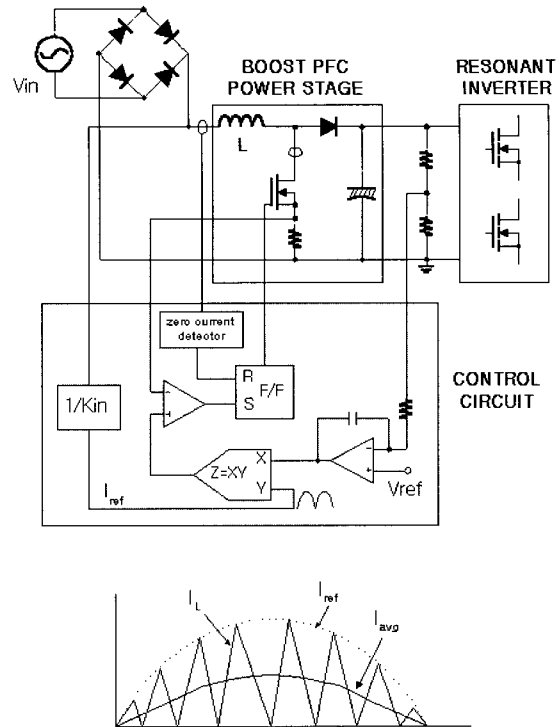 Vin
BOOST PFC
POWER STAGE
RESONANT
INVERTER
L
zero current
detector
R
S
F/F
CONTROL
CIRCUIT
1/Kin
-
+
Z=XY
X
Y
-
+
Vref
Iref
IL
Iref
Iavg